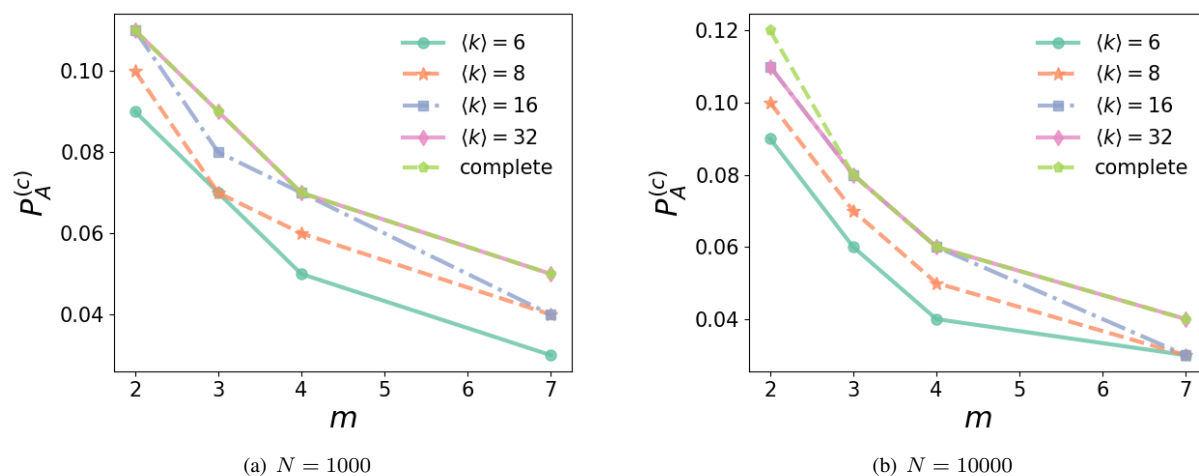 0.10
0.08
0.06
0.04
P_A^(c)
2 3 4 5 6 7
m
⟨k⟩ = 6
⟨k⟩ = 8
⟨k⟩ = 16
⟨k⟩ = 32
complete
(a) N = 1000
0.12
0.10
0.08
0.06
0.04
P_A^(c)
2 3 4 5 6 7
m
⟨k⟩ = 6
⟨k⟩ = 8
⟨k⟩ = 16
⟨k⟩ = 32
complete
(b) N = 10000